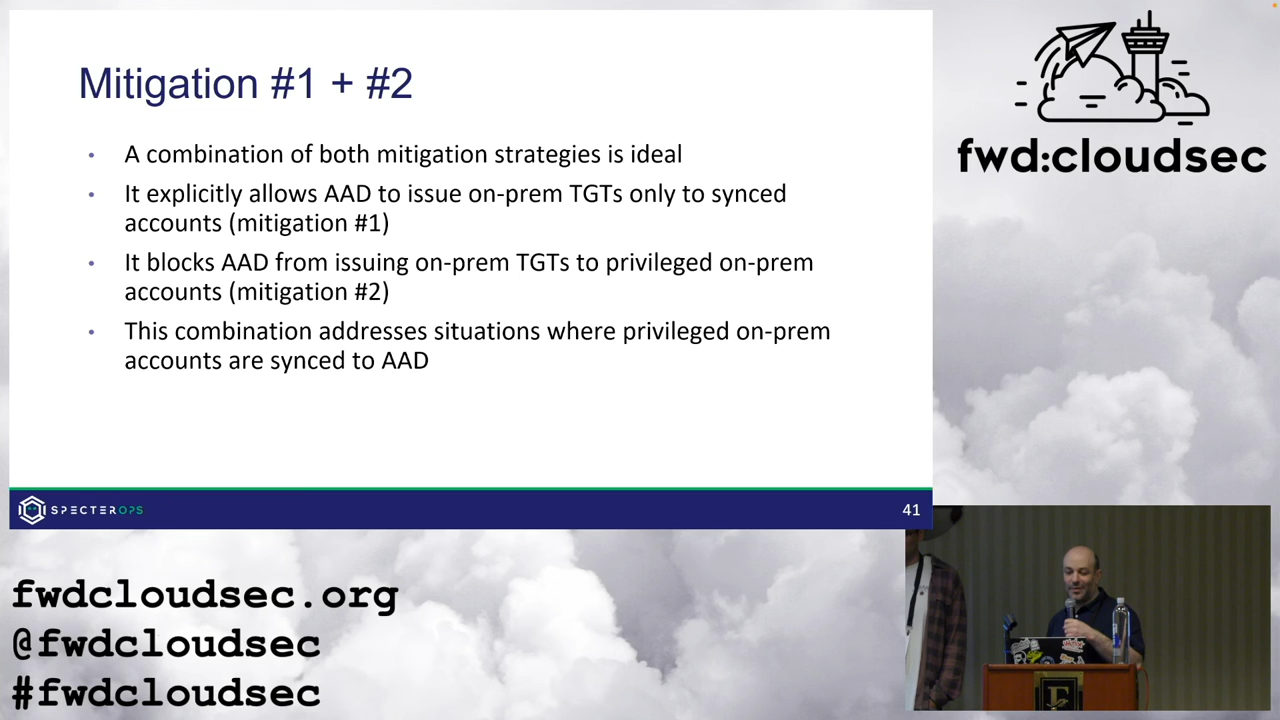 Mitigation #1 + #2
• A combination of both mitigation strategies is ideal
• It explicitly allows AAD to issue on-prem TGTs only to synced
accounts (mitigation #1)
• It blocks AAD from issuing on-prem TGTs to privileged on-prem
accounts (mitigation #2)
• This combination addresses situations where privileged on-prem
accounts are synced to AAD
SPECTEROPS
41
fwd:cloudsec
fwdcloudsec.org
@fwdcloudsec
#fwdcloudsec